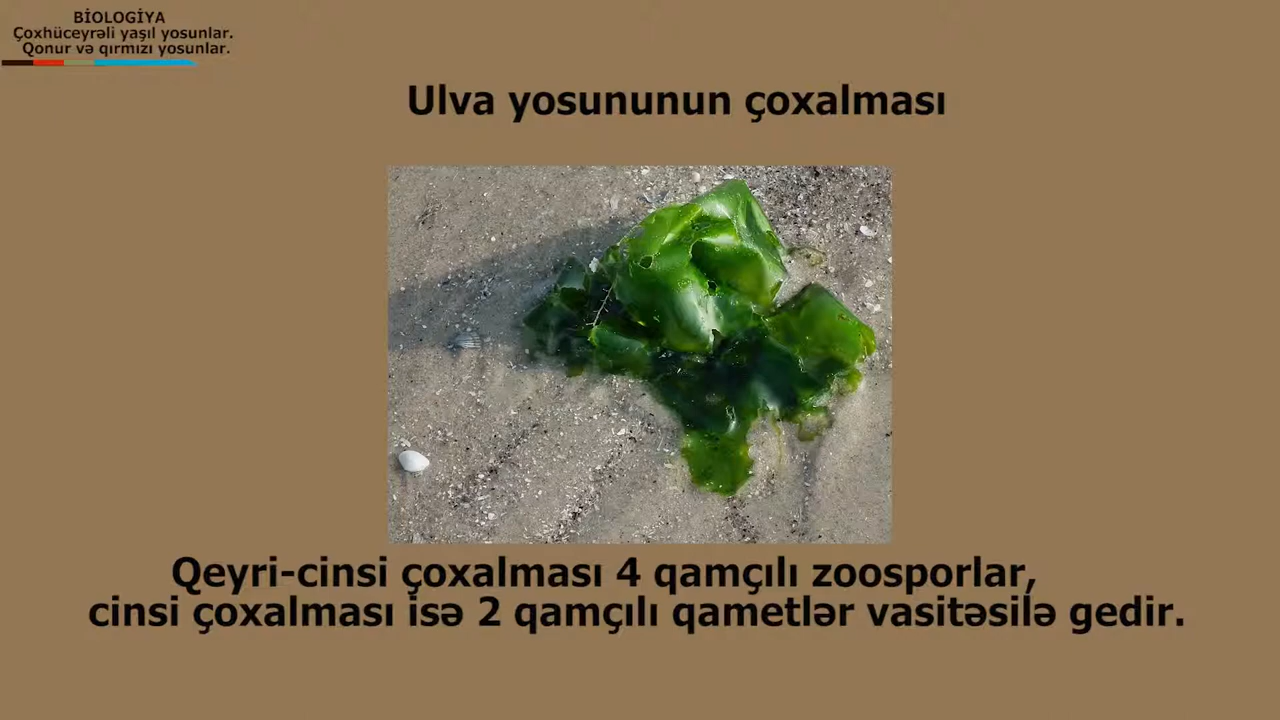 BİOLOGİYA
Çoxhüceyrəli yaşıl yosunlar.
Qonur və qırmızı yosunlar.
Ulva yosununun çoxalması
Qeyri-cinsi çoxalması 4 qamçılı zoosporlar,
cinsi çoxalması isə 2 qamçılı qametlər vasitəsilə gedir.